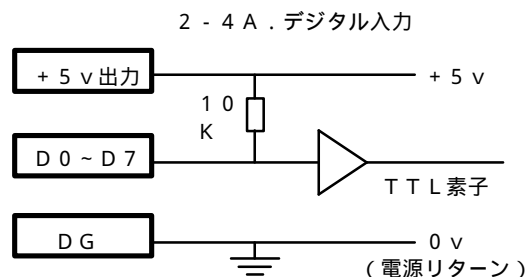 ２-４Ａ．デジタル入力
＋５ｖ出力
＋５ｖ
１０
Ｋ
Ｄ０~Ｄ７
ＴＴＬ素子
ＤＧ
０ｖ
（電源リターン）